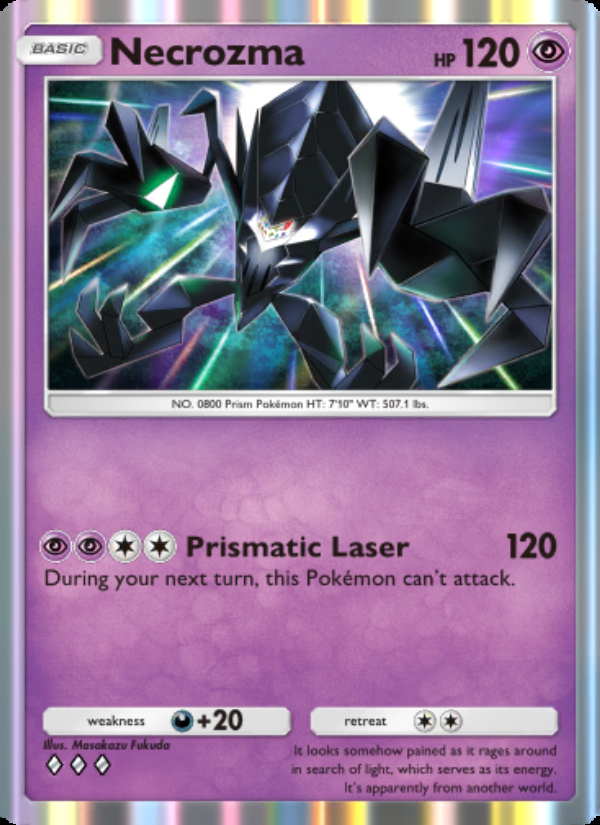 BASIC Necrozma HP 120
NO. 0800 Prism Pokémon HT: 7'10" WT: 507.1 lbs.
Prismatic Laser 120
During your next turn, this Pokémon can't attack.
weakness +20 retreat
Illus. Masakazu Fukuda
It looks somehow pained as it rages around
in search of light, which serves as its energy.
It's apparently from another world.